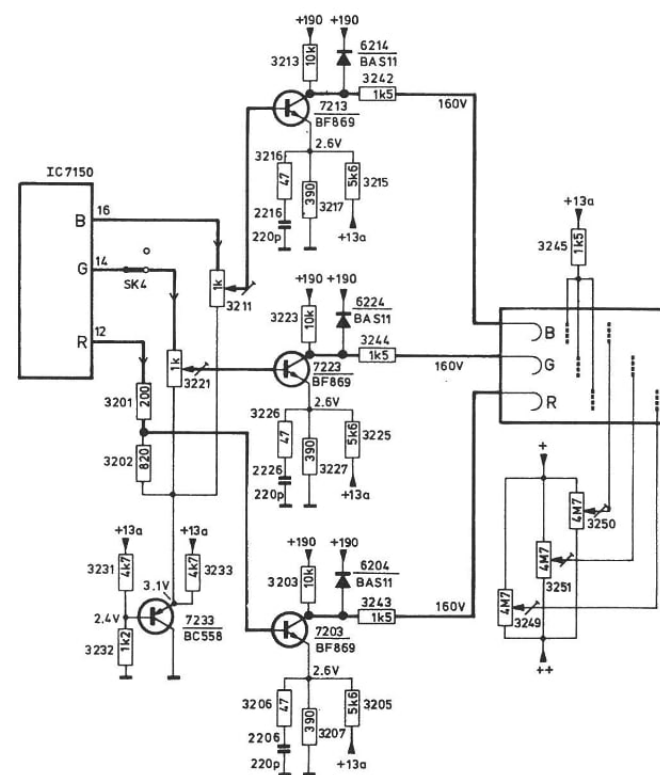 +190 +190
3213 10k 6214 BAS11
3242
1k5
160V
7213
BF869
2.6V
3216 47
390 3217
5k6 3215
2216
220p
+13a
IC7150
B 16
G 14
R 12
SK4
1k 3211
1k 3221
+190 +190
3223 10k 6224 BAS11
3244
1k5
160V
7223
BF869
2.6V
3226 47
390 3227
5k6 3225
2226
220p
+13a
3201 200
3202 820
+13a +13a
3231 4k7
4k7 3233
3.1V
2.4V
7233
BC558
3232 1k2
+190 +190
3203 10k 6204 BAS11
3243
1k5
160V
7203
BF869
2.6V
3206 47
390 3207
5k6 3205
2206
220p
+13a
+13a
3245 1k5
B
G
R
+
4M7 3250
4M7 3251
4M7 3249
++